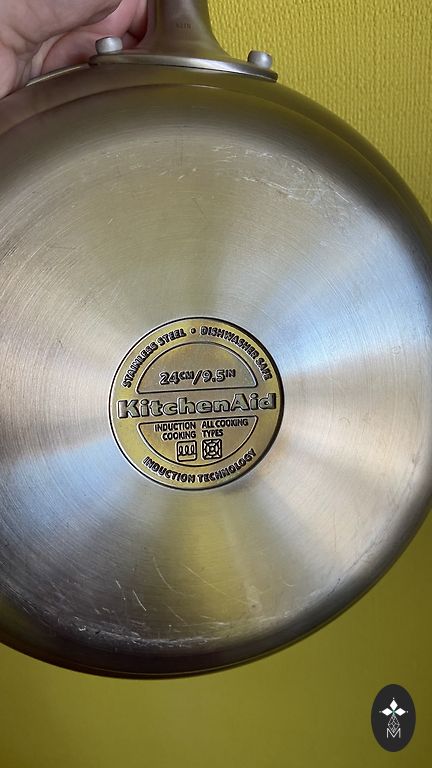 STAINLESS STEEL • DISHWASHER SAFE
24CM/9.5IN
KitchenAid
INDUCTION COOKING
ALL COOKING TYPES
INDUCTION TECHNOLOGY
M